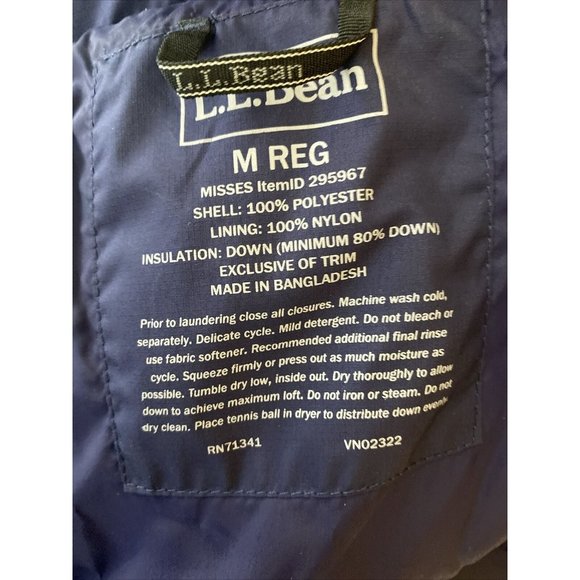 L.L.Bean
L.L.Bean
M REG
MISSES ItemID 295967
SHELL: 100% POLYESTER
LINING: 100% NYLON
INSULATION: DOWN (MINIMUM 80% DOWN)
EXCLUSIVE OF TRIM
MADE IN BANGLADESH
Prior to laundering close all closures. Machine wash cold,
separately. Delicate cycle. Mild detergent. Do not bleach or
use fabric softener. Recommended additional final rinse
cycle. Squeeze firmly or press out as much moisture as
possible. Tumble dry low, inside out. Dry thoroughly to allow
down to achieve maximum loft. Do not iron or steam. Do not
dry clean. Place tennis ball in dryer to distribute down evenly.
RN71341 VN02322